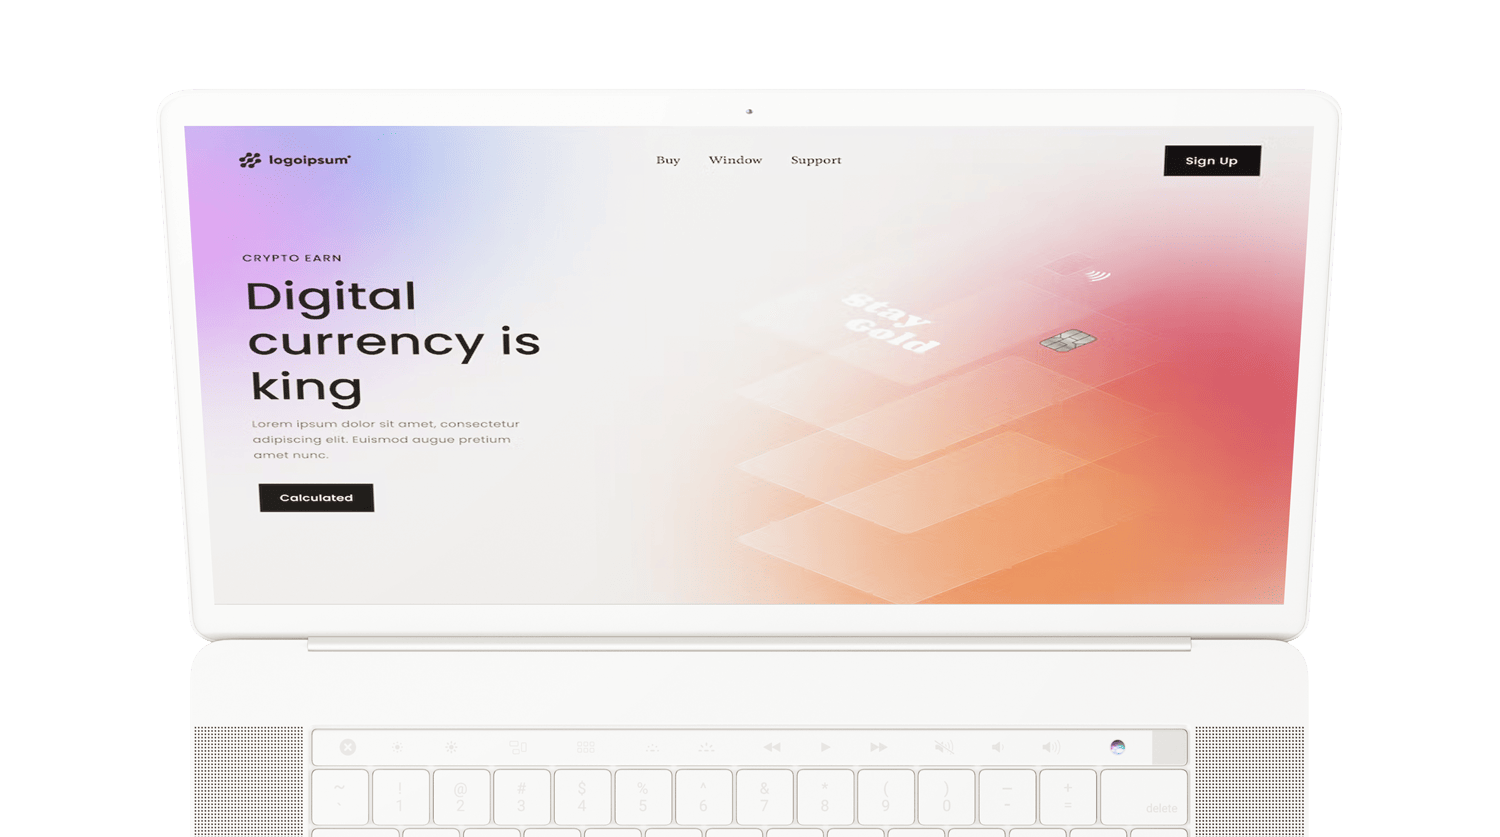 logoipsum
Buy Window Support
Sign Up
CRYPTO EARN
Digital
currency is
king
Lorem ipsum dolor sit amet, consectetur
adipiscing elit. Euismod augue pretium
amet nunc.
Calculated
Stay
Gold
~ ! @ # $ % ^ & * ( ) — +
` 1 2 3 4 5 6 7 8 9 0 - =
delete